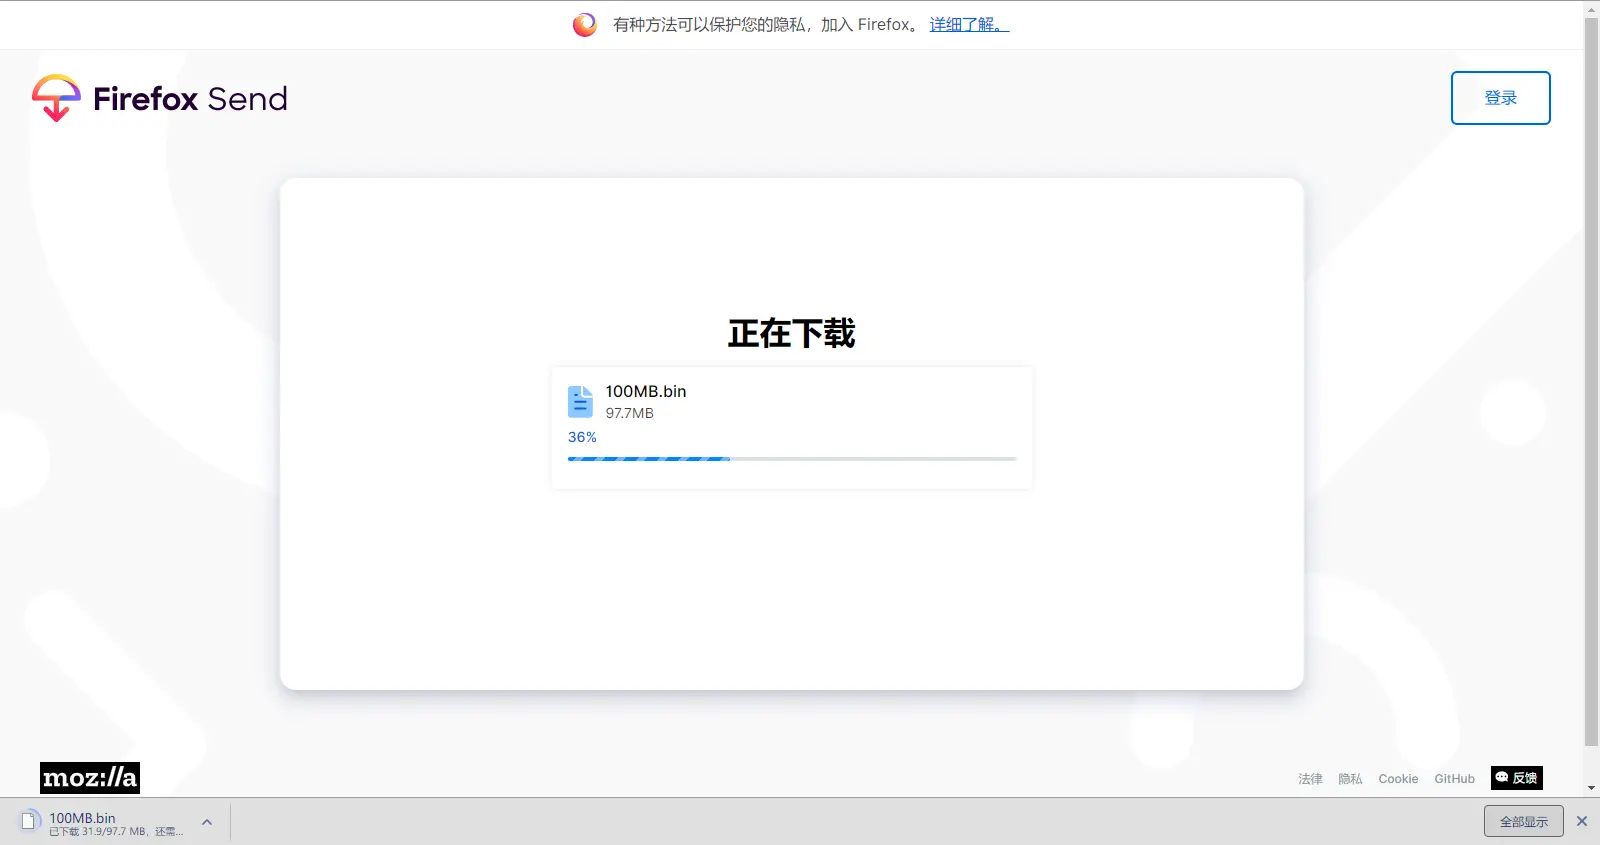 有种方法可以保护您的隐私，加入 Firefox。 详细了解。
Firefox Send
登录
正在下载
100MB.bin
97.7MB
36%
moz://a
法律 隐私 Cookie GitHub 反馈
100MB.bin
已下载 31.9/97.7 MB，还需...
全部显示